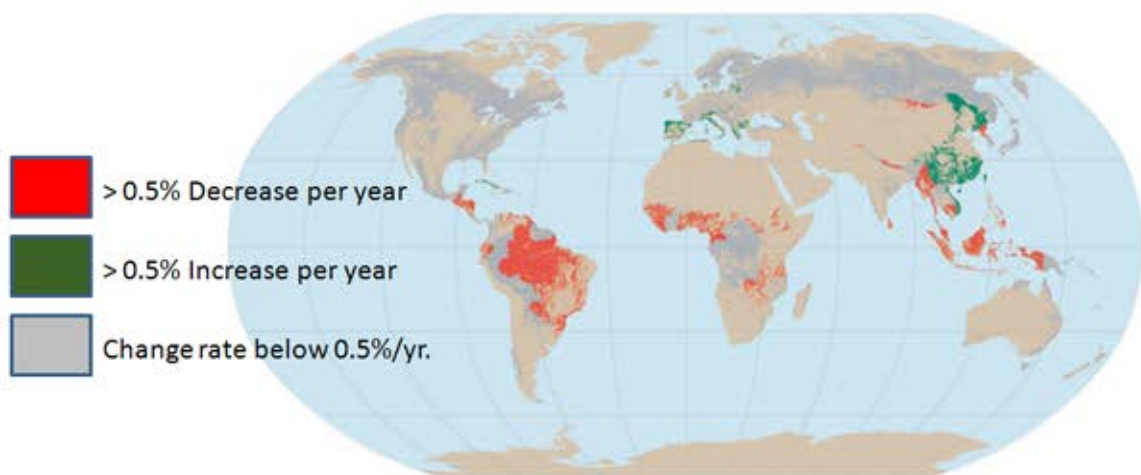 > 0.5% Decrease per year
> 0.5% Increase per year
Change rate below 0.5%/yr.